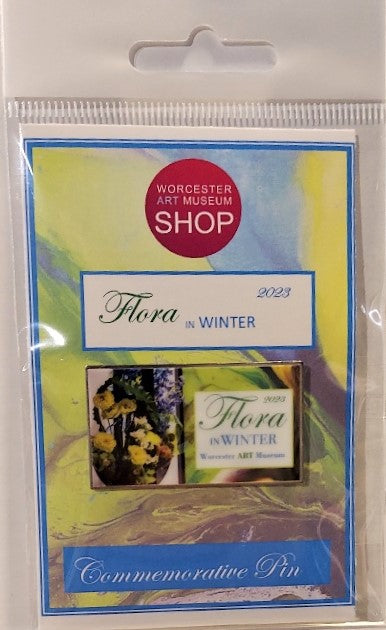 WORCESTER
ART MUSEUM
SHOP
2023
Flora IN WINTER
2023
Flora
IN WINTER
Worcester ART Museum
Commemorative Pin